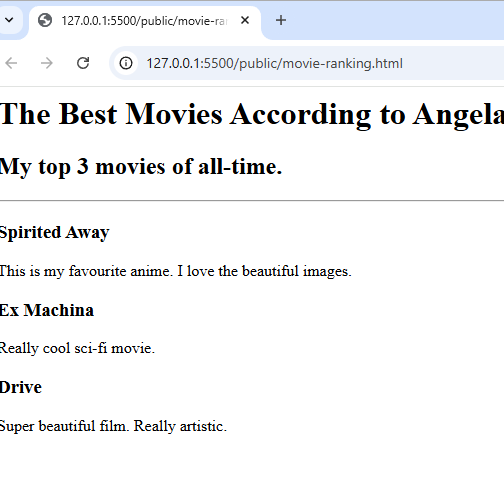 127.0.0.1:5500/public/movie-ra
127.0.0.1:5500/public/movie-ranking.html
The Best Movies According to Angela
My top 3 movies of all-time.
Spirited Away
This is my favourite anime. I love the beautiful images.
Ex Machina
Really cool sci-fi movie.
Drive
Super beautiful film. Really artistic.